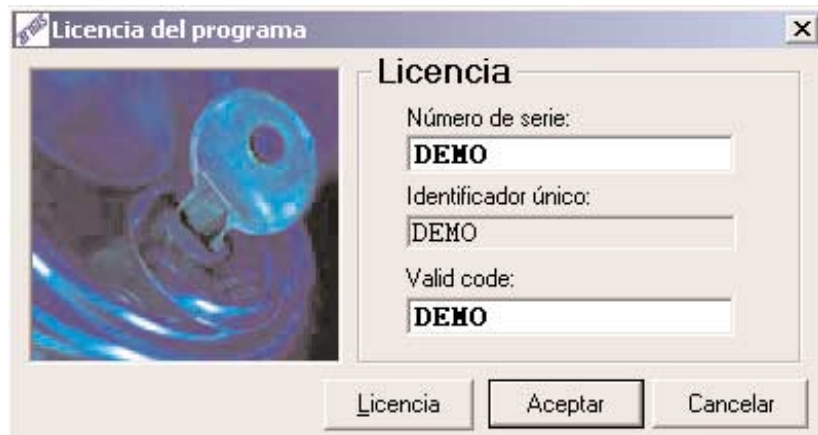 Licencia del programa
Licencia
Número de serie:
DEMO
Identificador único:
DEMO
Valid code:
DEMO
Licencia
Aceptar
Cancelar